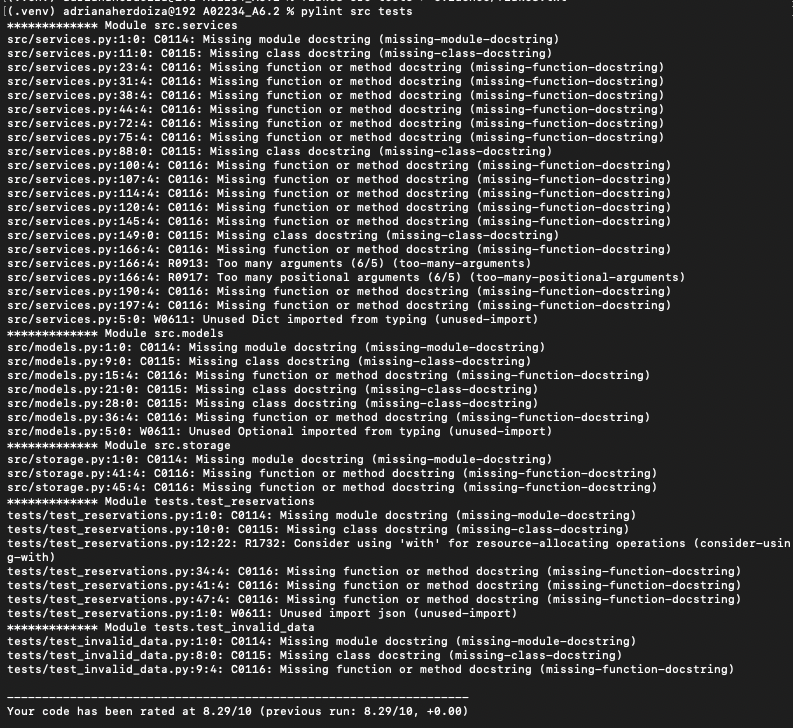 (.venv) adrianaherdoiza@192 A02234_A6.2 % pylint src tests
************* Module src.services
src/services.py:1:0: C0114: Missing module docstring (missing-module-docstring)
src/services.py:11:0: C0115: Missing class docstring (missing-class-docstring)
src/services.py:23:4: C0116: Missing function or method docstring (missing-function-docstring)
src/services.py:31:4: C0116: Missing function or method docstring (missing-function-docstring)
src/services.py:38:4: C0116: Missing function or method docstring (missing-function-docstring)
src/services.py:44:4: C0116: Missing function or method docstring (missing-function-docstring)
src/services.py:72:4: C0116: Missing function or method docstring (missing-function-docstring)
src/services.py:75:4: C0116: Missing function or method docstring (missing-function-docstring)
src/services.py:88:0: C0115: Missing class docstring (missing-class-docstring)
src/services.py:100:4: C0116: Missing function or method docstring (missing-function-docstring)
src/services.py:107:4: C0116: Missing function or method docstring (missing-function-docstring)
src/services.py:114:4: C0116: Missing function or method docstring (missing-function-docstring)
src/services.py:120:4: C0116: Missing function or method docstring (missing-function-docstring)
src/services.py:145:4: C0116: Missing function or method docstring (missing-function-docstring)
src/services.py:149:0: C0115: Missing class docstring (missing-class-docstring)
src/services.py:166:4: C0116: Missing function or method docstring (missing-function-docstring)
src/services.py:166:4: R0913: Too many arguments (6/5) (too-many-arguments)
src/services.py:166:4: R0917: Too many positional arguments (6/5) (too-many-positional-arguments)
src/services.py:190:4: C0116: Missing function or method docstring (missing-function-docstring)
src/services.py:197:4: C0116: Missing function or method docstring (missing-function-docstring)
src/services.py:5:0: W0611: Unused Dict imported from typing (unused-import)
************* Module src.models
src/models.py:1:0: C0114: Missing module docstring (missing-module-docstring)
src/models.py:9:0: C0115: Missing class docstring (missing-class-docstring)
src/models.py:15:4: C0116: Missing function or method docstring (missing-function-docstring)
src/models.py:21:0: C0115: Missing class docstring (missing-class-docstring)
src/models.py:28:0: C0115: Missing class docstring (missing-class-docstring)
src/models.py:36:4: C0116: Missing function or method docstring (missing-function-docstring)
src/models.py:5:0: W0611: Unused Optional imported from typing (unused-import)
************* Module src.storage
src/storage.py:1:0: C0114: Missing module docstring (missing-module-docstring)
src/storage.py:41:4: C0116: Missing function or method docstring (missing-function-docstring)
src/storage.py:45:4: C0116: Missing function or method docstring (missing-function-docstring)
************* Module tests.test_reservations
tests/test_reservations.py:1:0: C0114: Missing module docstring (missing-module-docstring)
tests/test_reservations.py:10:0: C0115: Missing class docstring (missing-class-docstring)
tests/test_reservations.py:12:22: R1732: Consider using 'with' for resource-allocating operations (consider-usin
g-with)
tests/test_reservations.py:34:4: C0116: Missing function or method docstring (missing-function-docstring)
tests/test_reservations.py:41:4: C0116: Missing function or method docstring (missing-function-docstring)
tests/test_reservations.py:47:4: C0116: Missing function or method docstring (missing-function-docstring)
tests/test_reservations.py:1:0: W0611: Unused import json (unused-import)
************* Module tests.test_invalid_data
tests/test_invalid_data.py:1:0: C0114: Missing module docstring (missing-module-docstring)
tests/test_invalid_data.py:8:0: C0115: Missing class docstring (missing-class-docstring)
tests/test_invalid_data.py:9:4: C0116: Missing function or method docstring (missing-function-docstring)
------------------------------------------------------------------
Your code has been rated at 8.29/10 (previous run: 8.29/10, +0.00)